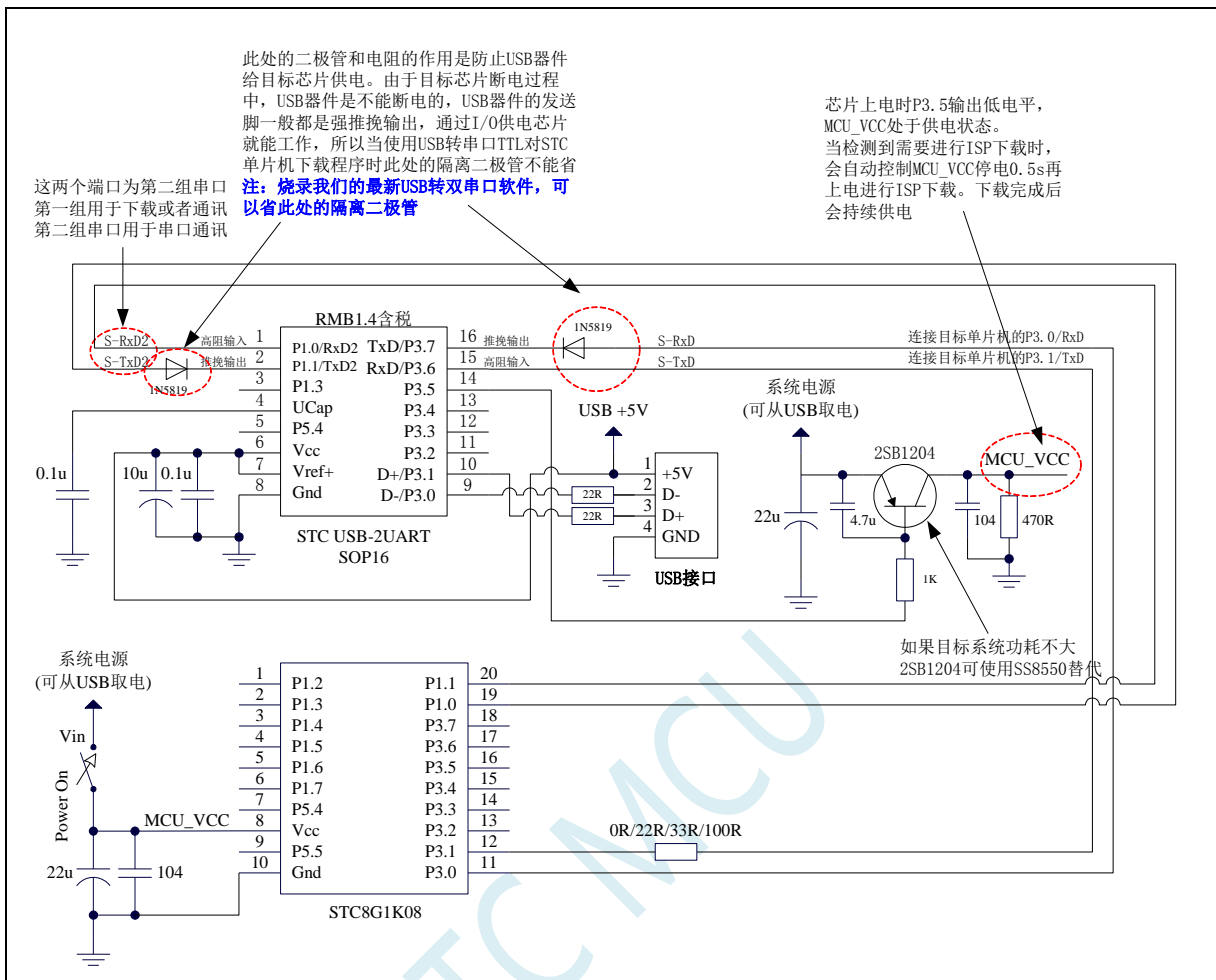 此处的二极管和电阻的作用是防止USB器件
给目标芯片供电。由于目标芯片断电过程
中，USB器件是不能断电的，USB器件的发送
脚一般都是强推挽输出，通过I/O供电芯片
就能工作，所以当使用USB转串口TTL对STC
单片机下载程序时此处的隔离二极管不能省
注：烧录我们的最新USB转双串口软件，可
以省此处的隔离二极管
这两个端口为第二组串口
第一组用于下载或者通讯
第二组串口用于串口通讯
芯片上电时P3.5输出低电平，
MCU_VCC处于供电状态。
当检测到需要进行ISP下载时，
会自动控制MCU_VCC停电0.5s再
上电进行ISP下载。下载完成后
会持续供电
RMB1.4含税
S-RxD2 高阻输入 1 P1.0/RxD2
S-TxD2 推挽输出 2 P1.1/TxD2
1N5819
3 P1.3
4 UCap
5 P5.4
6 Vcc
7 Vref+
8 Gnd
TxD/P3.7 16 推挽输出 1N5819 S-RxD 连接目标单片机的P3.0/RxD
RxD/P3.6 15 高阻输入 S-TxD 连接目标单片机的P3.1/TxD
P3.5 14
P3.4 13
P3.3 12
P3.2 11
D+/P3.1 10
D-/P3.0 9
STC USB-2UART
SOP16
0.1u
10u
0.1u
USB +5V
22R
22R
1 +5V
2 D-
3 D+
4 GND
USB接口
系统电源
(可从USB取电)
2SB1204
MCU_VCC
22u
4.7u
104
470R
1K
如果目标系统功耗不大
2SB1204可使用SS8550替代
系统电源
(可从USB取电)
Vin
Power On
MCU_VCC
22u
104
1 P1.2
2 P1.3
3 P1.4
4 P1.5
5 P1.6
6 P1.7
7 P5.4
8 Vcc
9 P5.5
10 Gnd
P1.1 20
P1.0 19
P3.7 18
P3.6 17
P3.5 16
P3.4 15
P3.3 14
P3.2 13
P3.1 12
P3.0 11
0R/22R/33R/100R
STC8G1K08
STC MCU